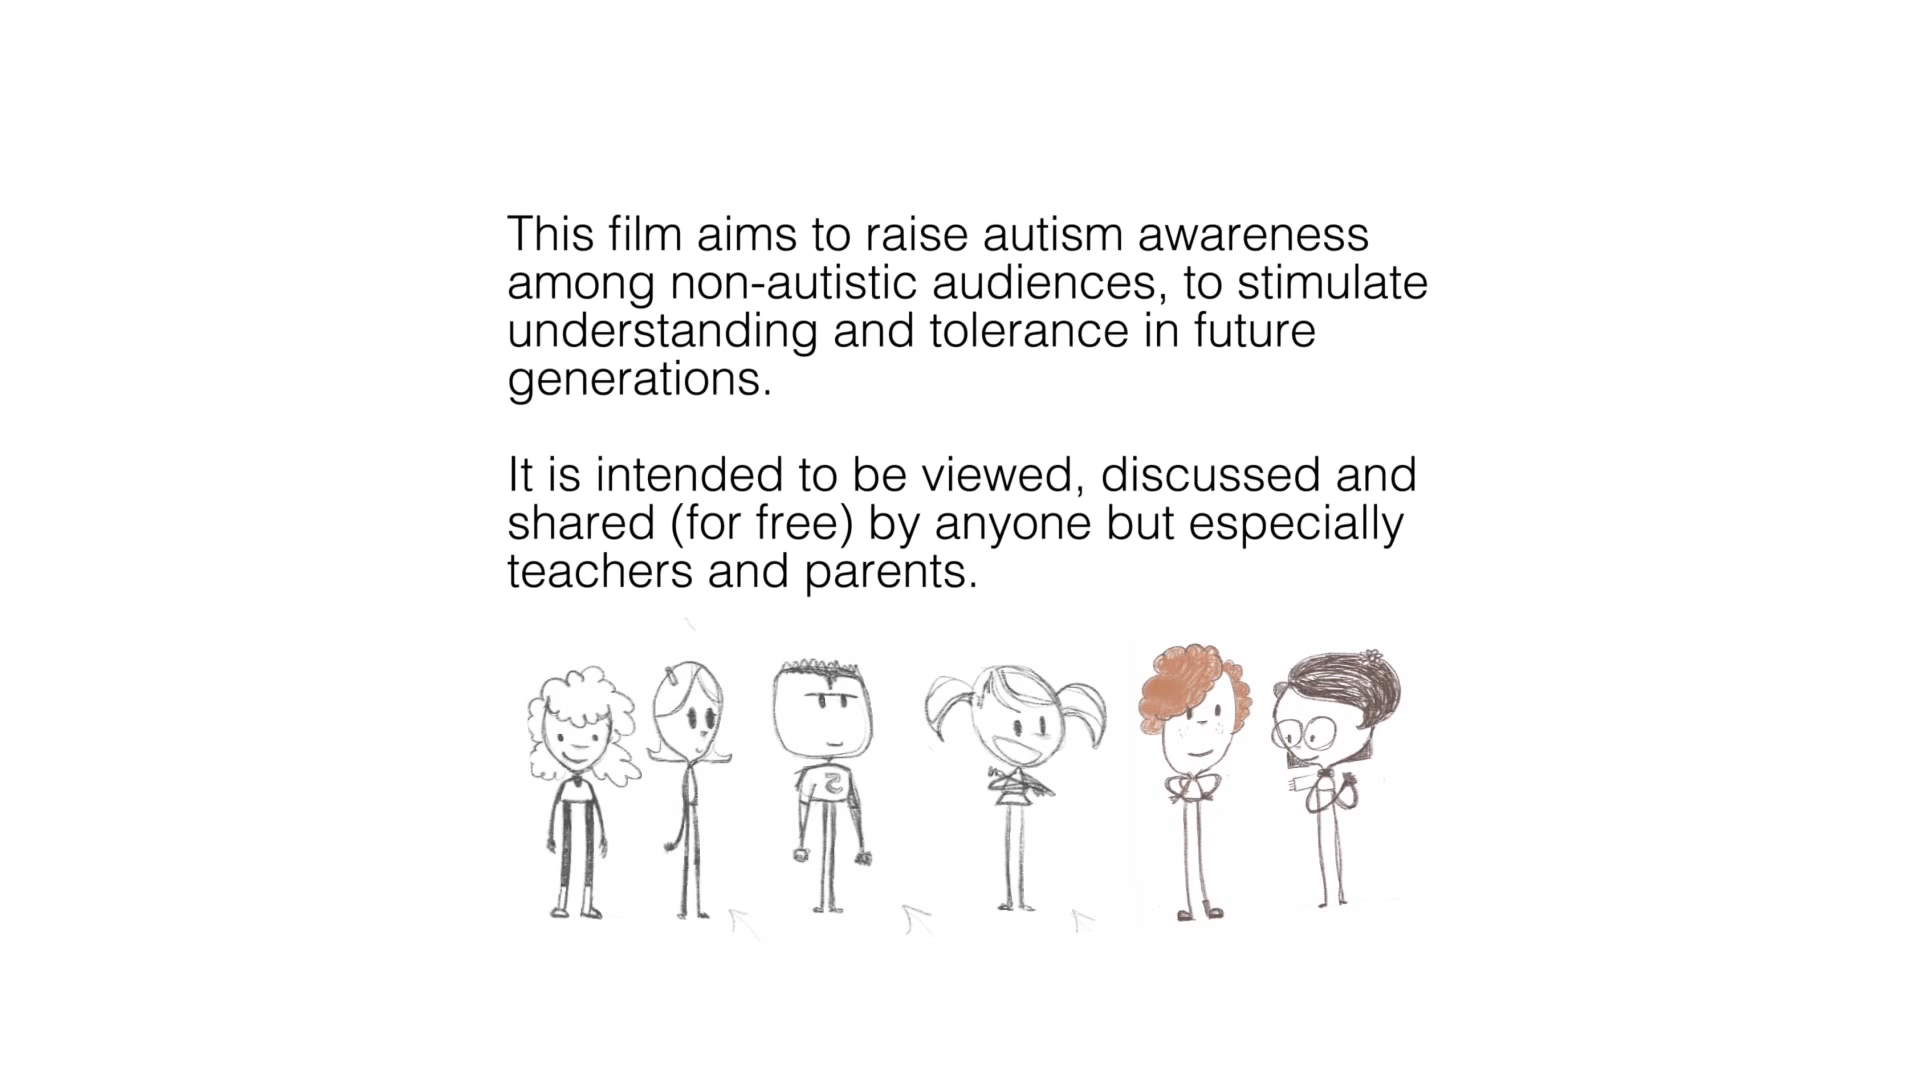 This film aims to raise autism awareness
among non-autistic audiences, to stimulate
understanding and tolerance in future
generations.
It is intended to be viewed, discussed and
shared (for free) by anyone but especially
teachers and parents.